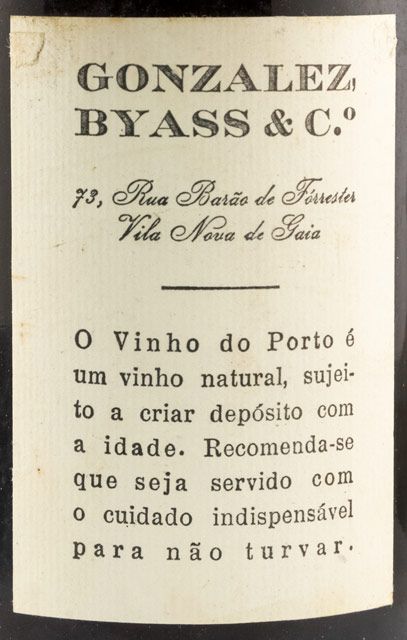 GONZALEZ,
BYASS & C.º
73, Rua Barão de Fórrester
Vila Nova de Gaia
O Vinho do Porto é
um vinho natural, sujei-
to a criar depósito com
a idade. Recomenda-se
que seja servido com
o cuidado indispensável
para não turvar.